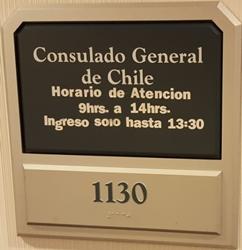 Consulado General
de Chile
Horario de Atencion
9hrs. a 14hrs.
Ingreso solo hasta 13:30
1130